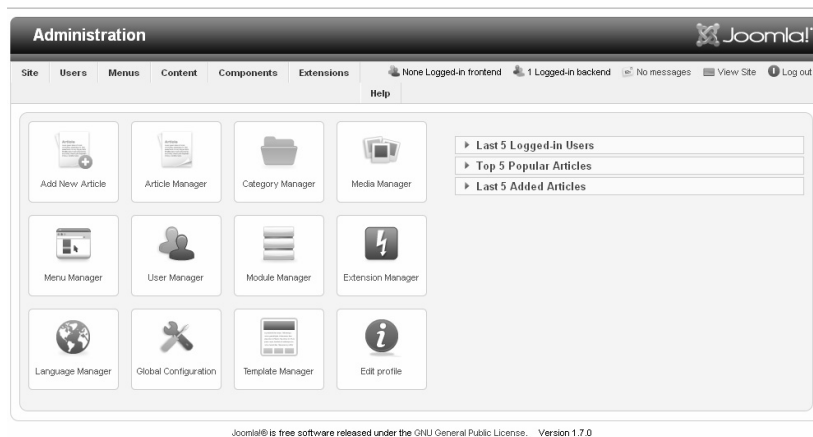 Administration
Joomla!
Site Users Menus Content Components Extensions None Logged-in frontend 1 Logged-in backend No messages View Site Log out
Help
Add New Article Article Manager Category Manager Media Manager
Last 5 Logged-in Users
Top 5 Popular Articles
Last 5 Added Articles
Menu Manager User Manager Module Manager Extension Manager
Language Manager Global Configuration Template Manager Edit profile
Joomla!® is free software released under the GNU General Public License. Version 1.7.0